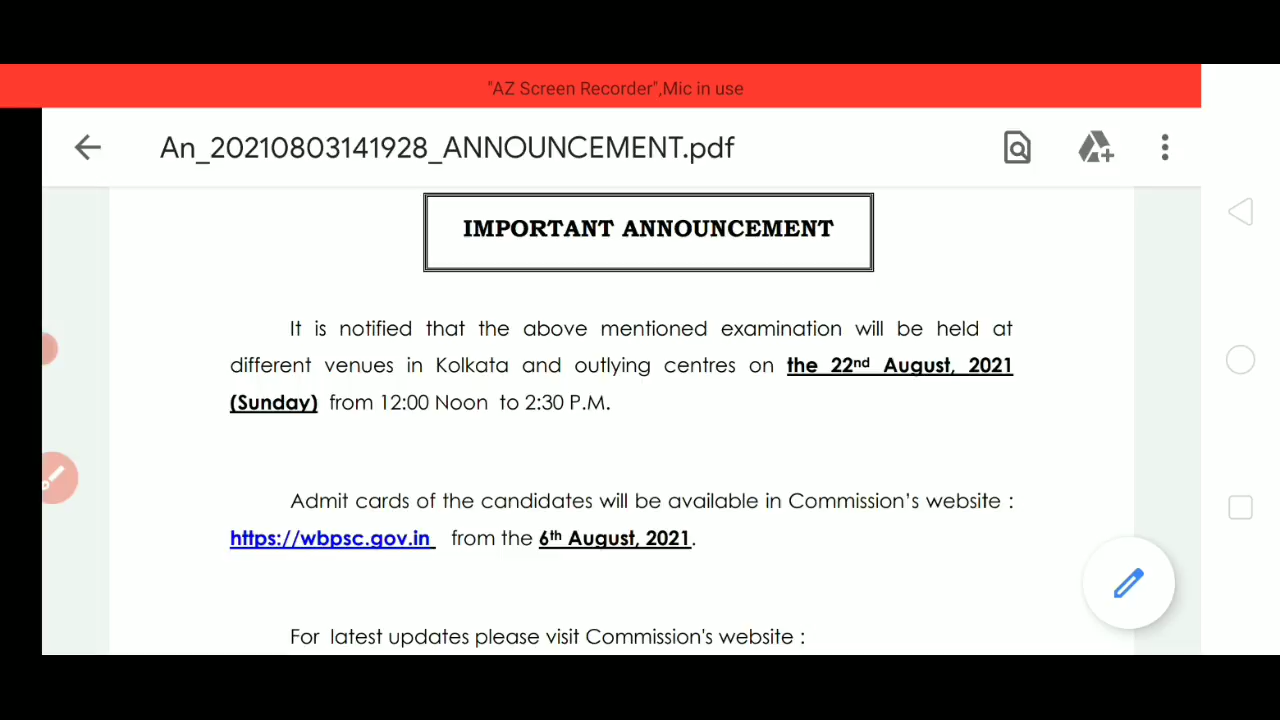 "AZ Screen Recorder",Mic in use
An_20210803141928_ANNOUNCEMENT.pdf
IMPORTANT ANNOUNCEMENT
It is notified that the above mentioned examination will be held at
different venues in Kolkata and outlying centres on the 22nd August, 2021
(Sunday) from 12:00 Noon to 2:30 P.M.
Admit cards of the candidates will be available in Commission's website :
https://wbpsc.gov.in from the 6th August, 2021.
For latest updates please visit Commission's website :